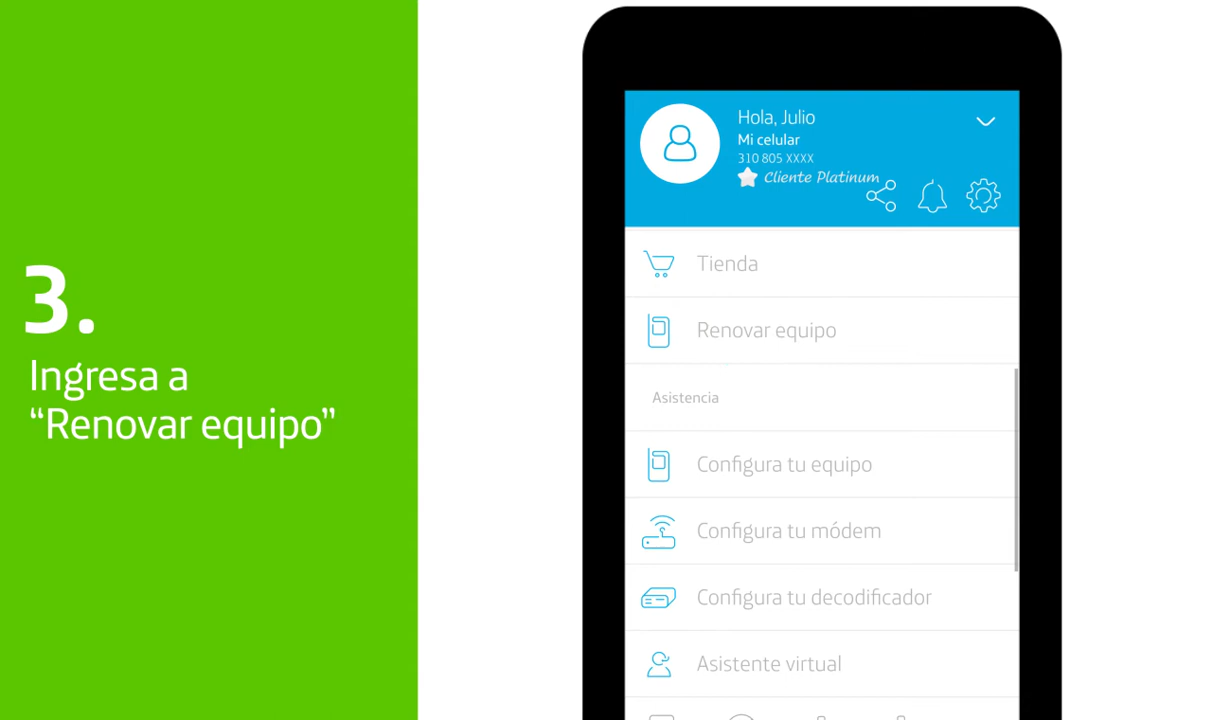 3.
Ingresa a
“Renovar equipo”
Hola, Julio
Mi celular
310 805 XXXX
Cliente Platinum
Tienda
Renovar equipo
Asistencia
Configura tu equipo
Configura tu módem
Configura tu decodificador
Asistente virtual